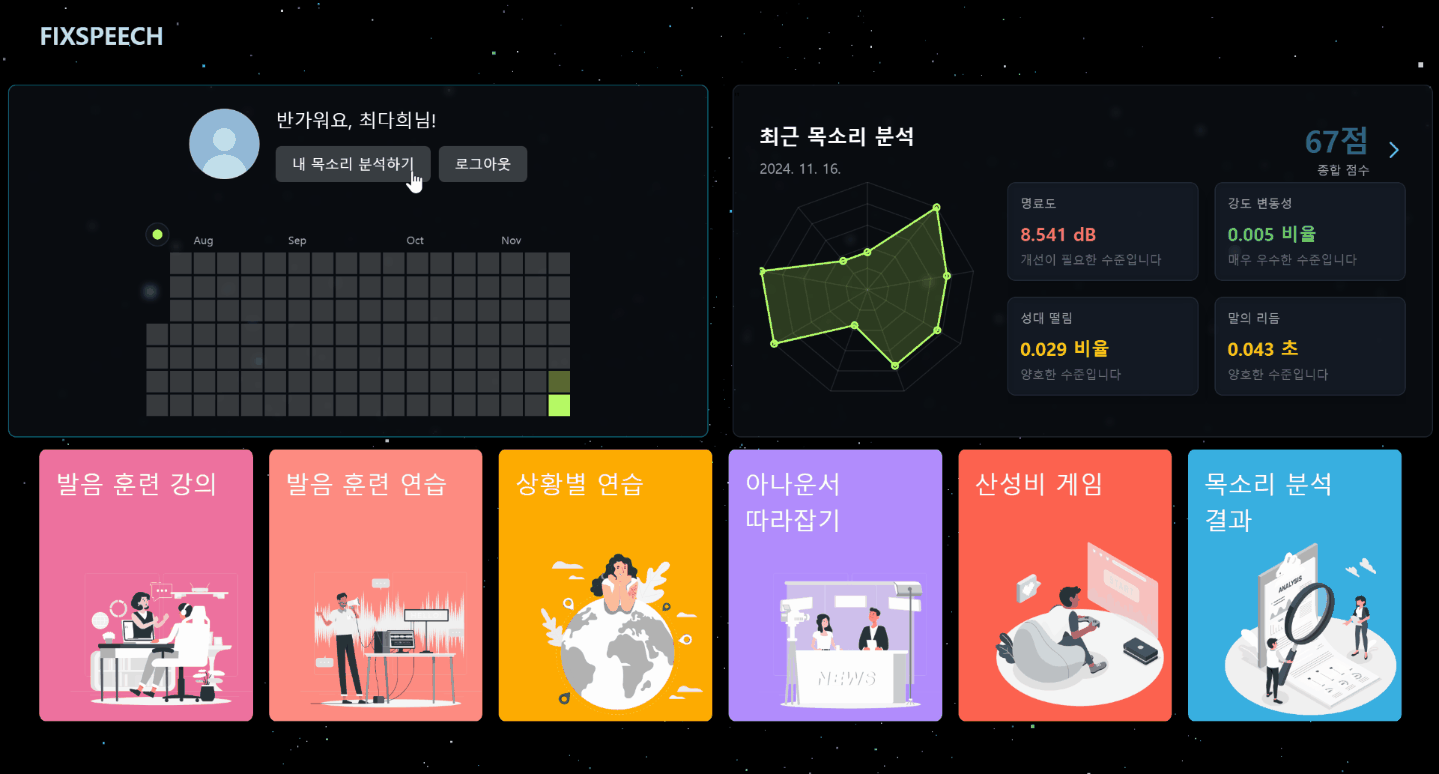 FIXSPEECH
반가워요, 최다희님!
내 목소리 분석하기
로그아웃
Aug
Sep
Oct
Nov
최근 목소리 분석
2024. 11. 16.
67점
종합 점수
명료도
8.541 dB
개선이 필요한 수준입니다
강도 변동성
0.005 비율
매우 우수한 수준입니다
성대 떨림
0.029 비율
양호한 수준입니다
말의 리듬
0.043 초
양호한 수준입니다
발음 훈련 강의
발음 훈련 연습
상황별 연습
아나운서
따라잡기
NEWS
산성비 게임
목소리 분석
결과
ANALYSIS